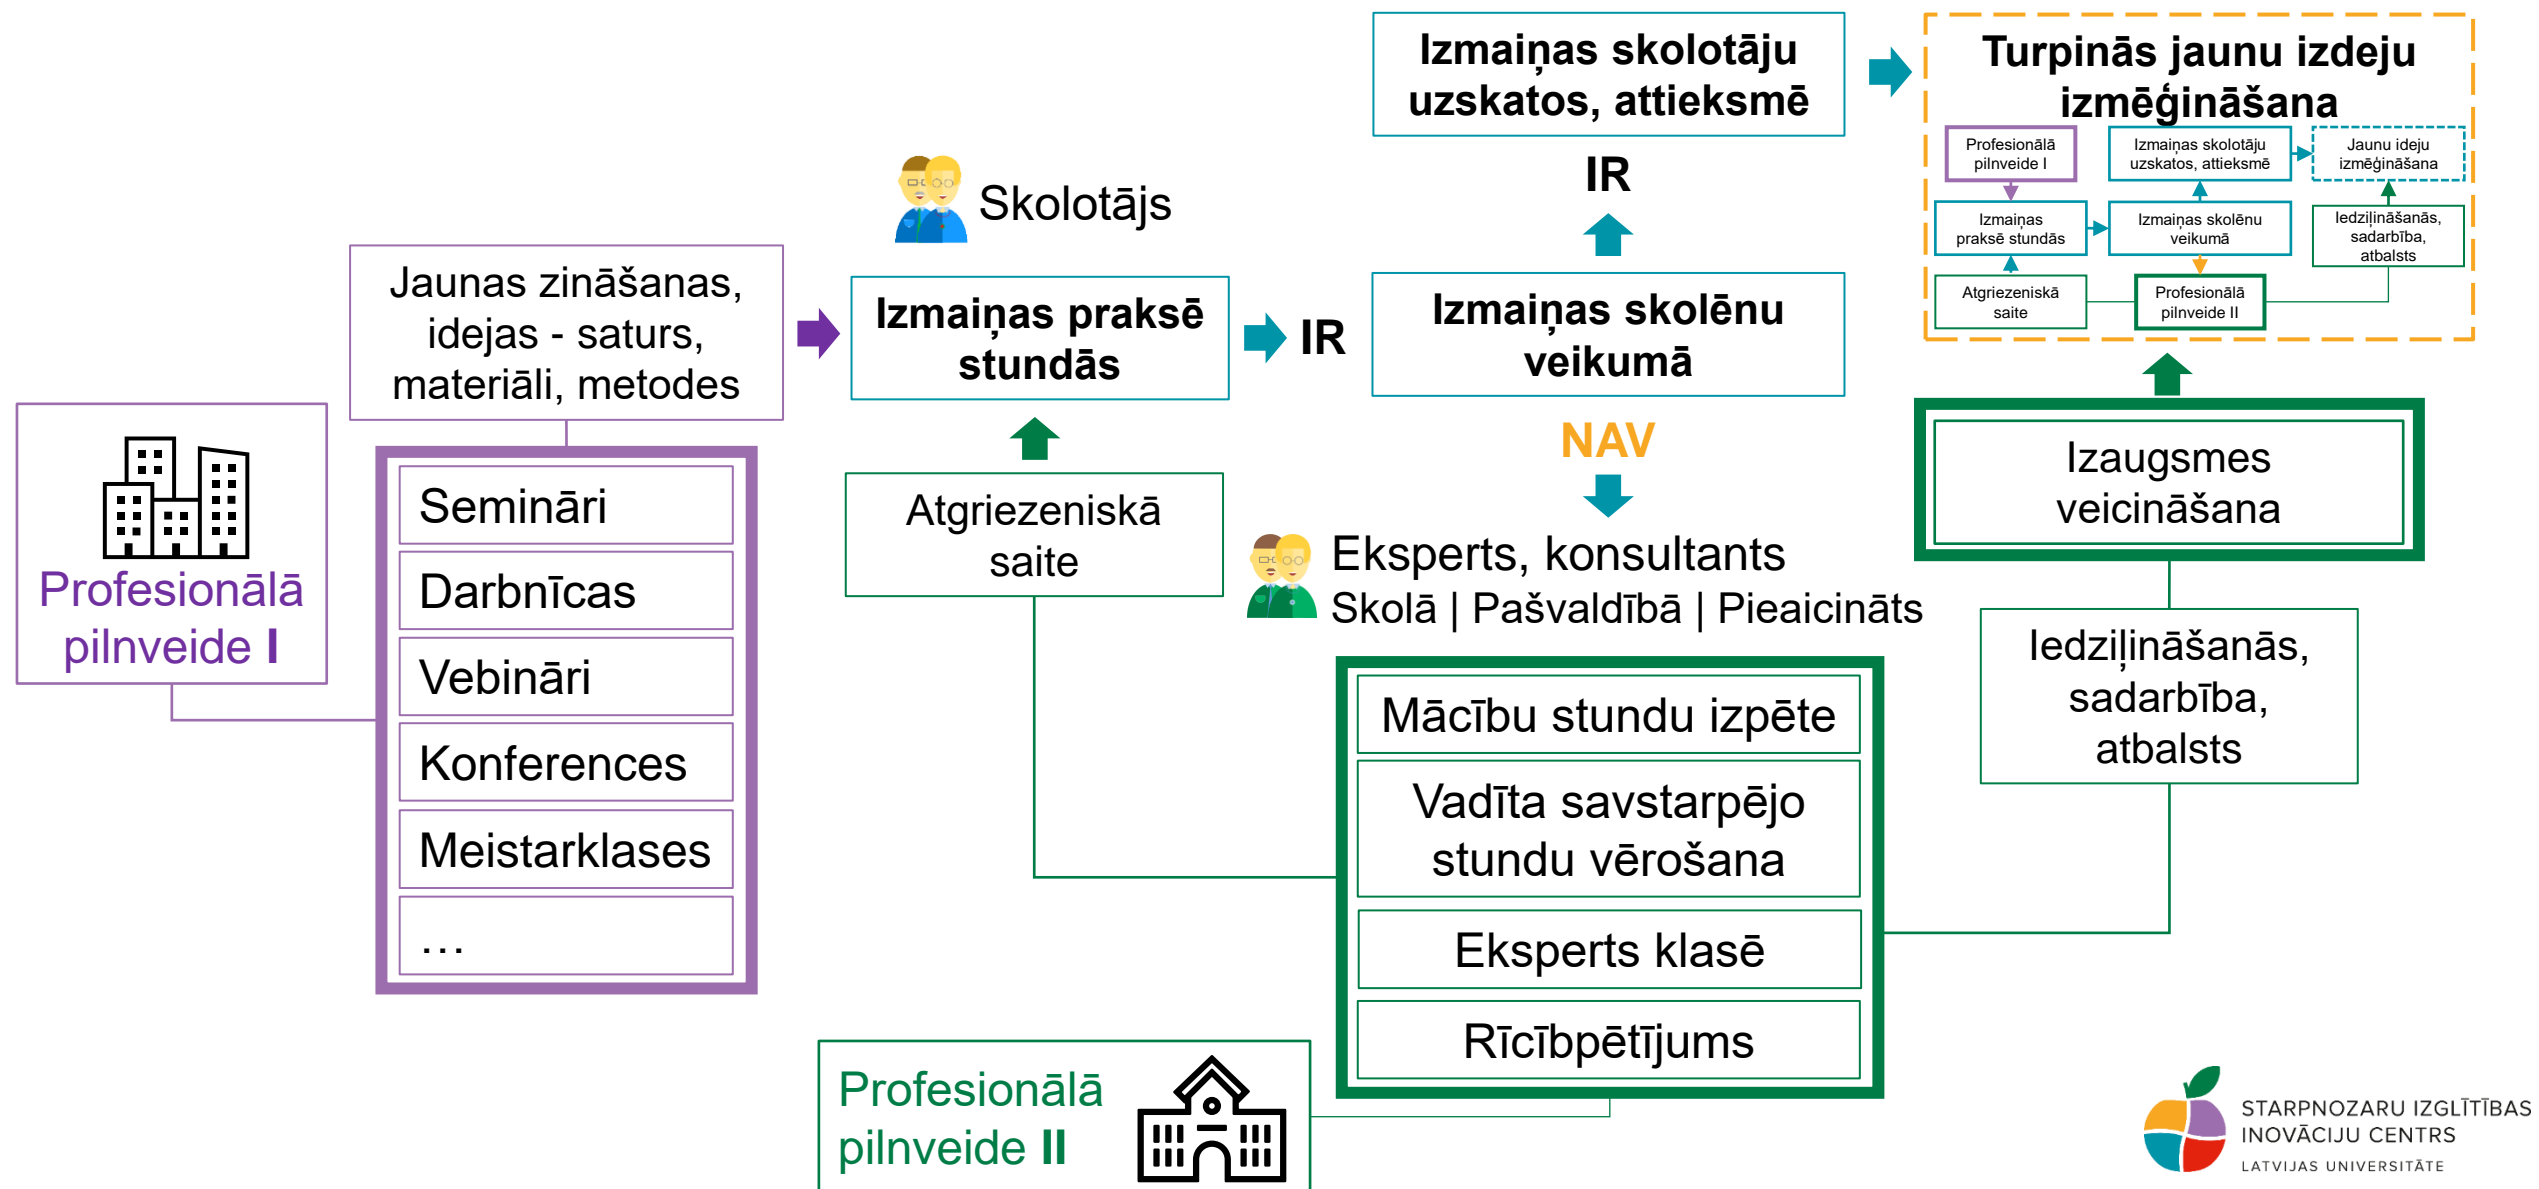 Profesionālā
pilnveide I
Jaunas zināšanas,
idejas - saturs,
materiāli, metodes
Semināri
Darbnīcas
Vebināri
Konferences
Meistarklases
…
Skolotājs
Izmaiņas praksē
stundās
IR
Izmaiņas skolēnu
veikumā
IR
Izmaiņas skolotāju
uzskatos, attieksmē
Turpinās jaunu izdeju
izmēģināšana
Profesionālā
pilnveide I
Izmaiņas skolotāju
uzskatos, attieksmē
Jaunu ideju
izmēģināšana
Izmaiņas
praksē stundās
Izmaiņas skolēnu
veikumā
Iedziļināšanās,
sadarbība,
atbalsts
Atgriezeniskā
saite
Profesionālā
pilnveide II
NAV
Eksperts, konsultants
Skolā | Pašvaldībā | Pieaicināts
Atgriezeniskā
saite
Mācību stundu izpēte
Vadīta savstarpējo
stundu vērošana
Eksperts klasē
Rīcībpētījums
Profesionālā
pilnveide II
Izaugsmes
veicināšana
Iedziļināšanās,
sadarbība,
atbalsts
STARPNOZARU IZGLĪTĪBAS
INOVĀCIJU CENTRS
LATVIJAS UNIVERSITĀTE